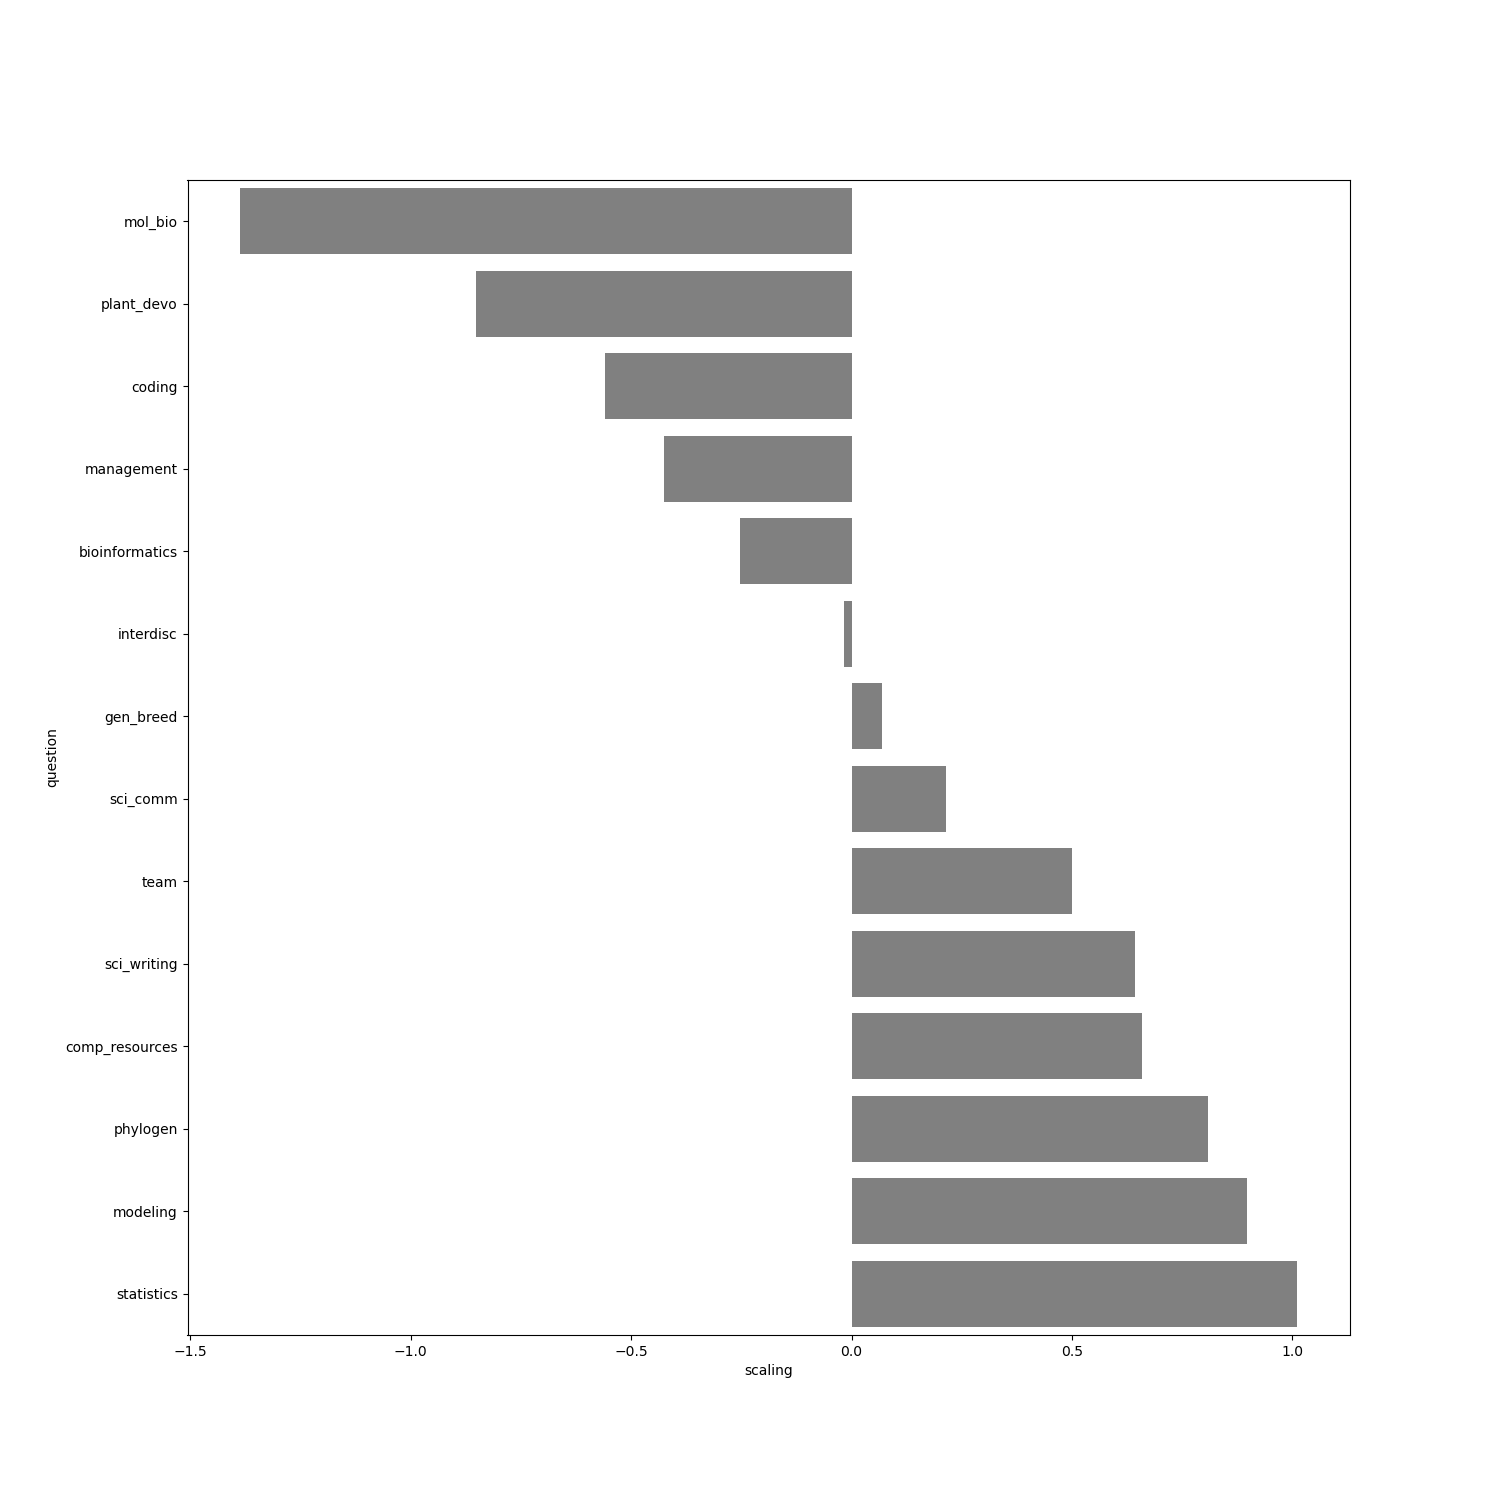 mol_bio
plant_devo
coding
management
bioinformatics
interdisc
gen_breed
sci_comm
team
sci_writing
comp_resources
phylogen
modeling
statistics
question
−1.5 −1.0 −0.5 0.0 0.5 1.0
scaling